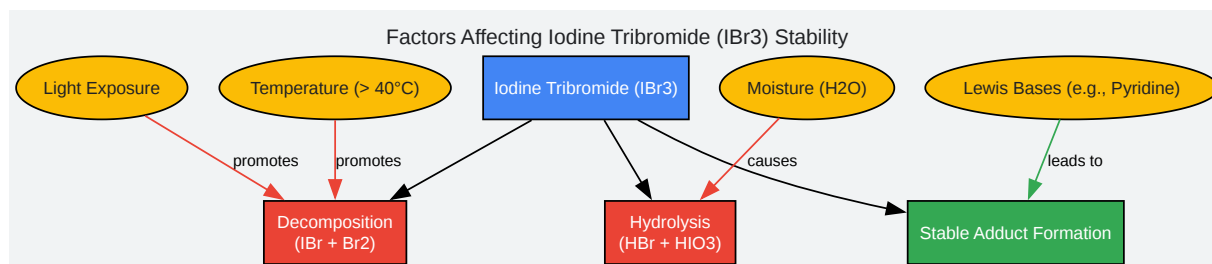 Factors Affecting Iodine Tribromide (IBr3) Stability
Light Exposure
Temperature (> 40°C)
Iodine Tribromide (IBr3)
Moisture (H2O)
Lewis Bases (e.g., Pyridine)
promotes
promotes
causes
leads to
Decomposition
(IBr + Br2)
Hydrolysis
(HBr + HIO3)
Stable Adduct Formation